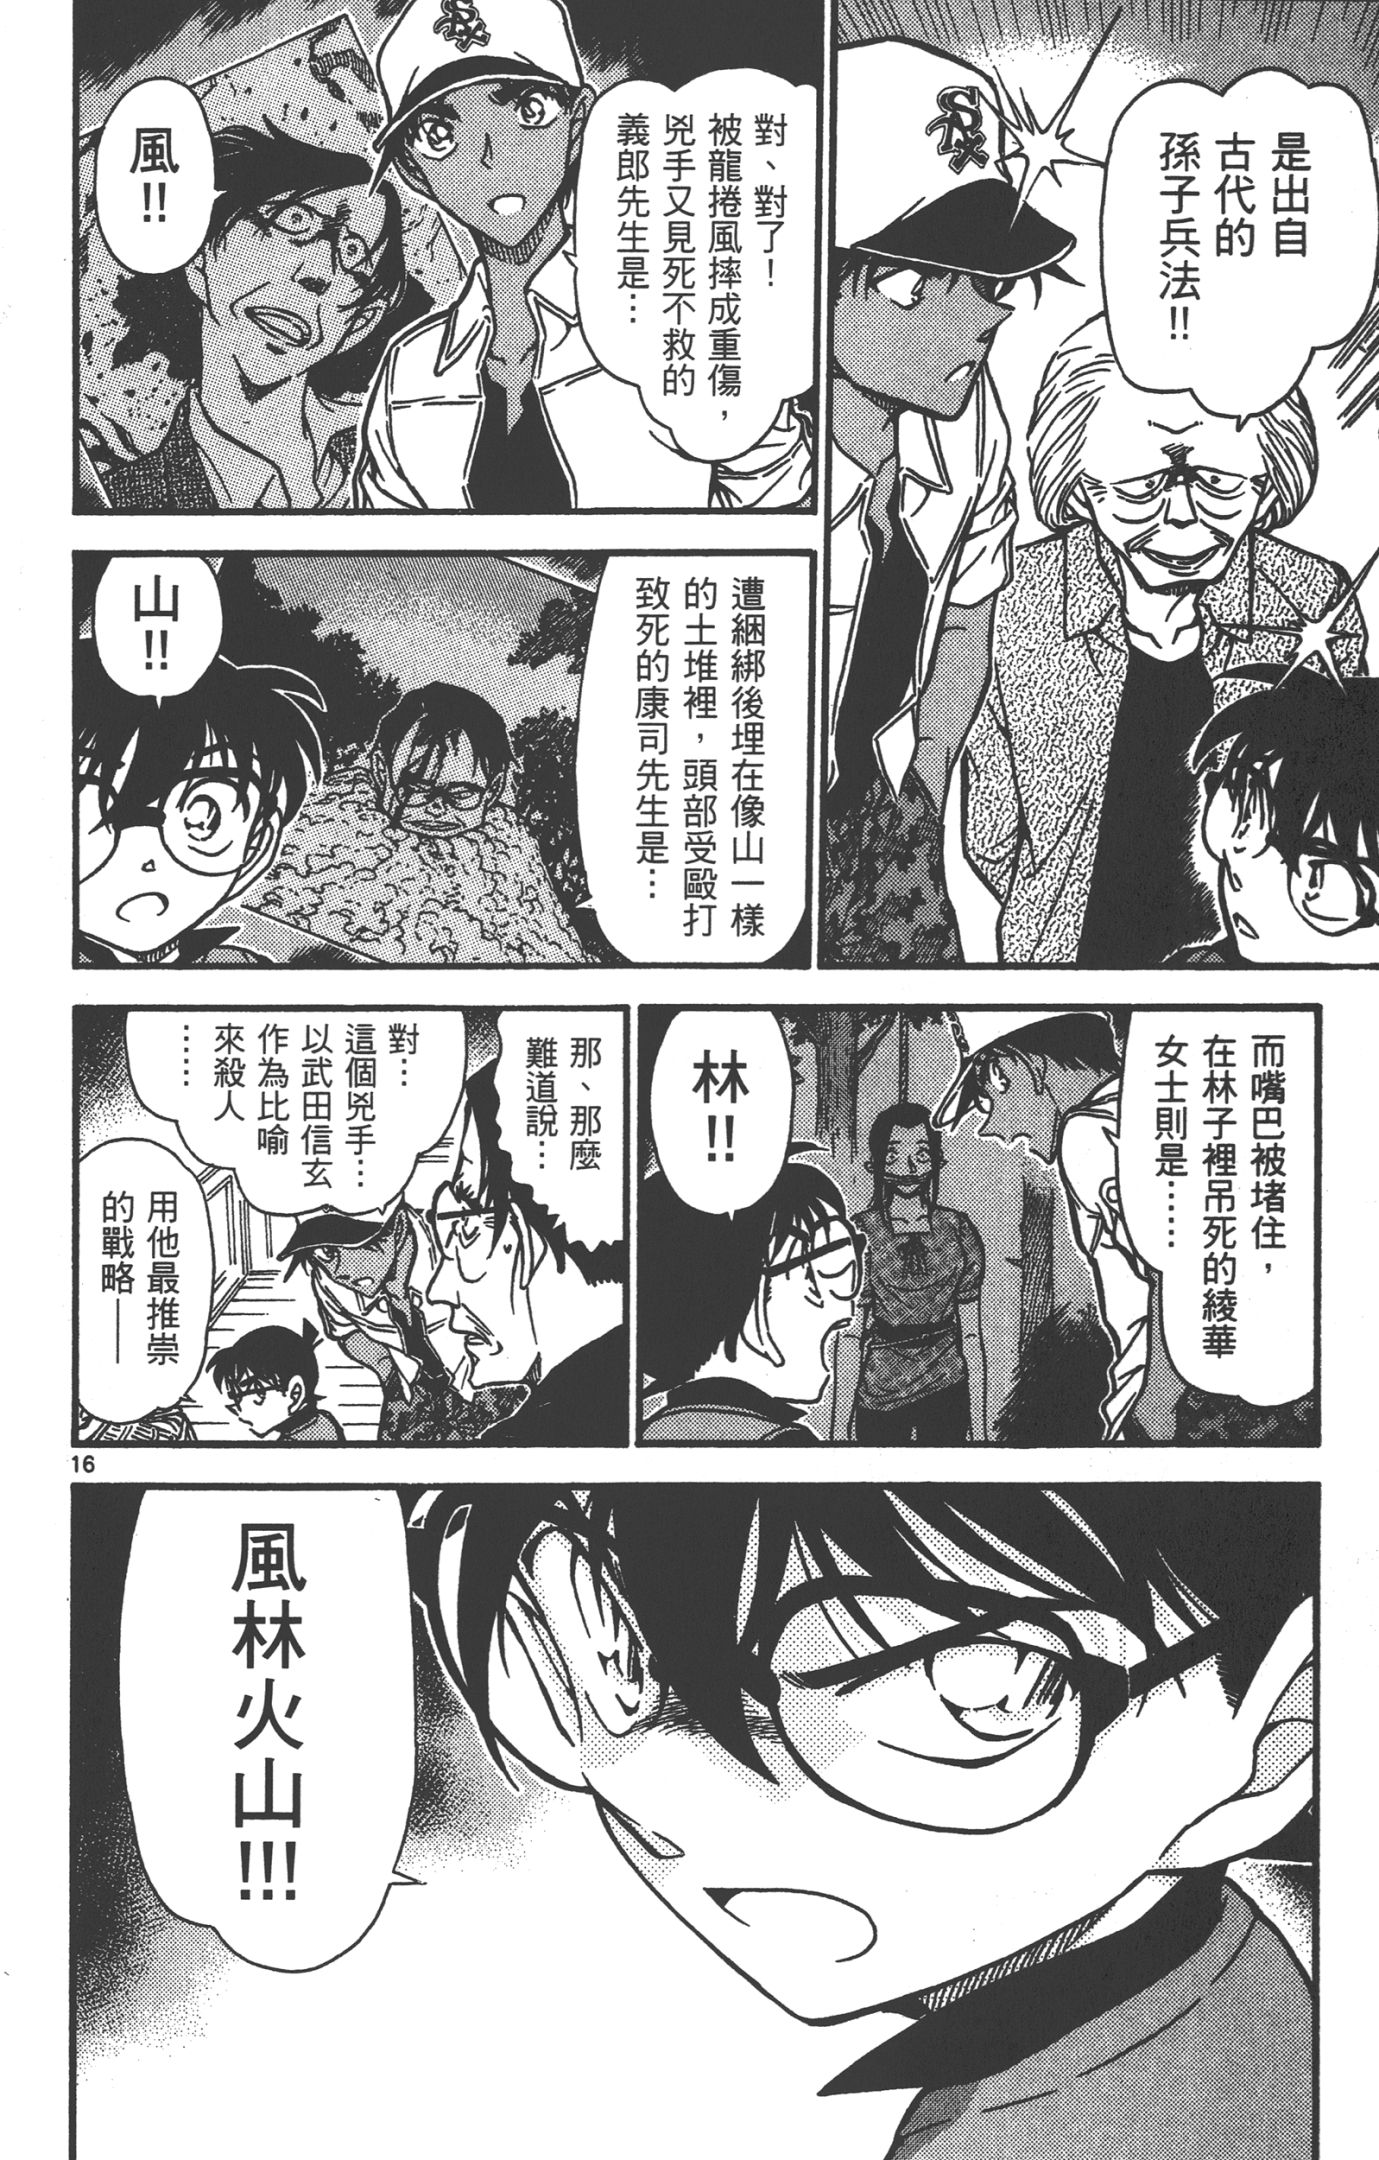 是出自
古代的
孫子兵法!!
對、對了!
被龍捲風摔成重傷，
兇手又見死不救的
義郎先生是…
風!!
遭綑綁後埋在像山一樣
的土堆裡，頭部受毆打
致死的康司先生是…
山!!
而嘴巴被堵住，
在林子裡吊死的綾華
女士則是……
林!!
那、那麼
難道說…
對…
這個兇手…
以武田信玄
作為比喻
來殺人
……
用他最推崇
的戰略——
16
風林火山!!!